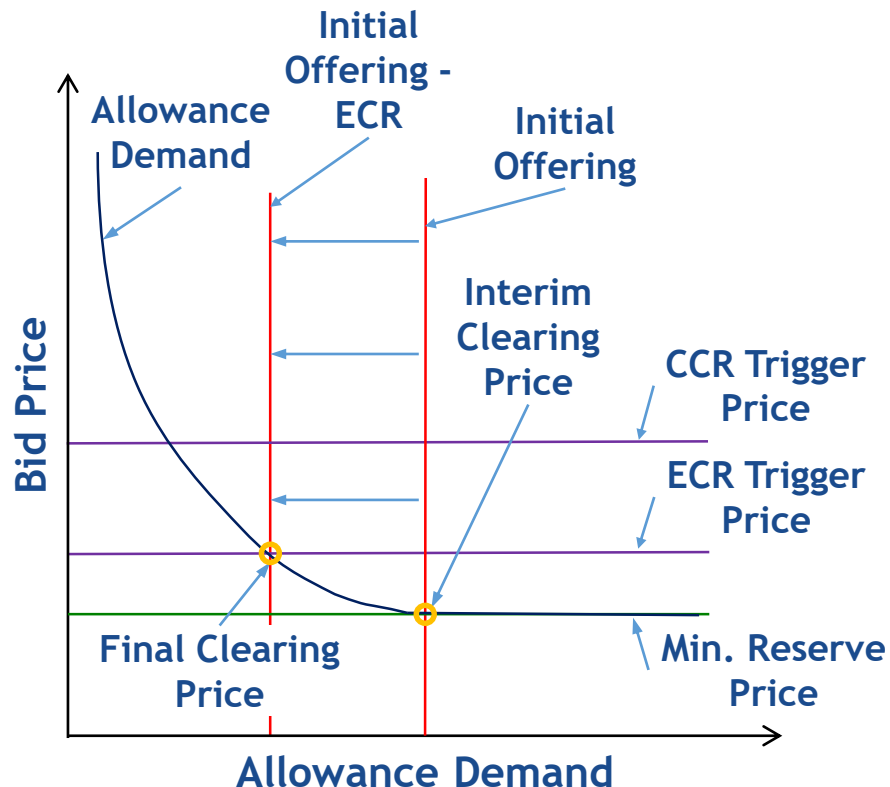 Initial
Offering -
ECR
Allowance
Demand
Initial
Offering
Interim
Clearing
Price
CCR Trigger
Price
ECR Trigger
Price
Bid Price
Final Clearing
Price
Min. Reserve
Price
Allowance Demand